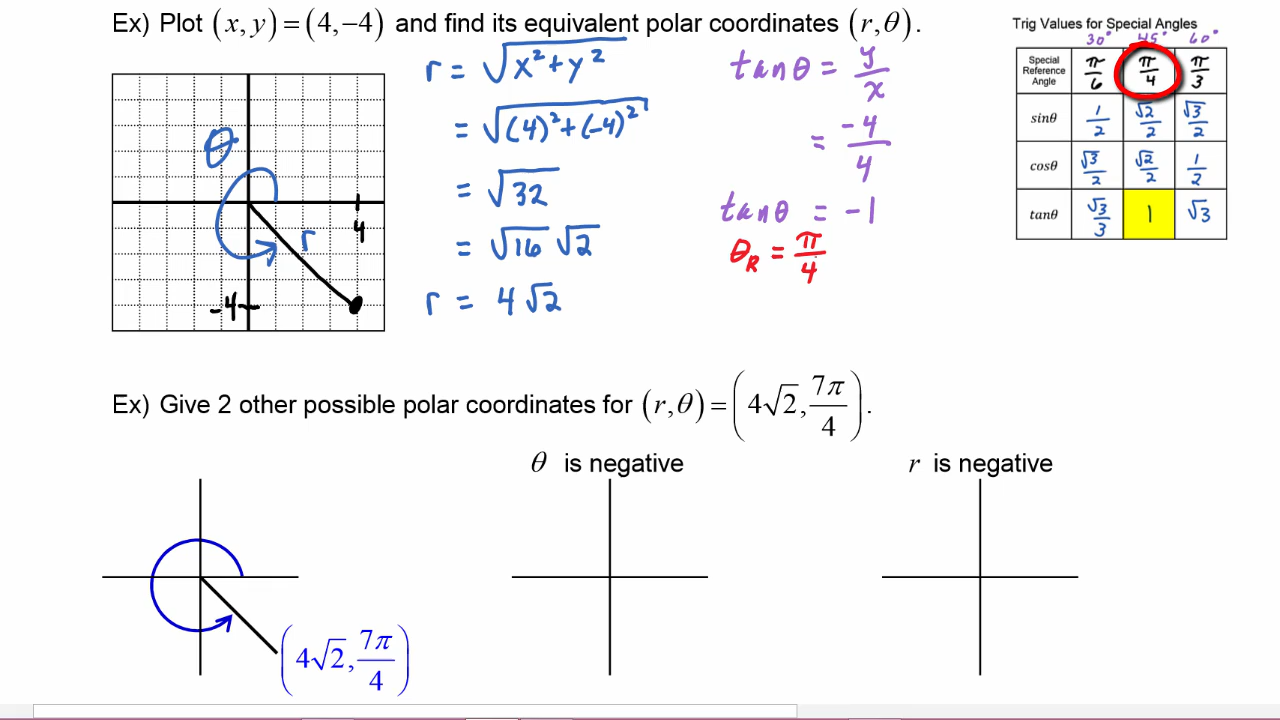 Ex) Plot (x, y) = (4, −4) and find its equivalent polar coordinates (r, θ).
r = √(x² + y²)
= √((4)² + (−4)²)
= √32
= √16 √2
r = 4√2
tanθ = y/x
= −4/4
tanθ = −1
θ_R = π/4
Trig Values for Special Angles
30° 45° 60°
Special Reference Angle π/6 π/4 π/3
sinθ 1/2 √2/2 √3/2
cosθ √3/2 √2/2 1/2
tanθ √3/3 1 √3
θ
r
4
−4
Ex) Give 2 other possible polar coordinates for (r, θ) = (4√2, 7π/4).
θ is negative
r is negative
(4√2, 7π/4)